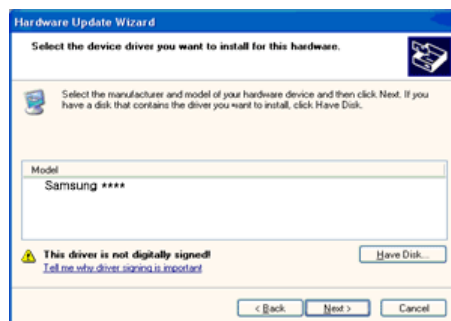 Hardware Update Wizard
Select the device driver you want to install for this hardware.
Select the manufacturer and model of your hardware device and then click Next. If you
have a disk that contains the driver you want to install, click Have Disk.
Model
Samsung ****
This driver is not digitally signed!
Have Disk...
Tell me why driver signing is important
< Back
Next >
Cancel